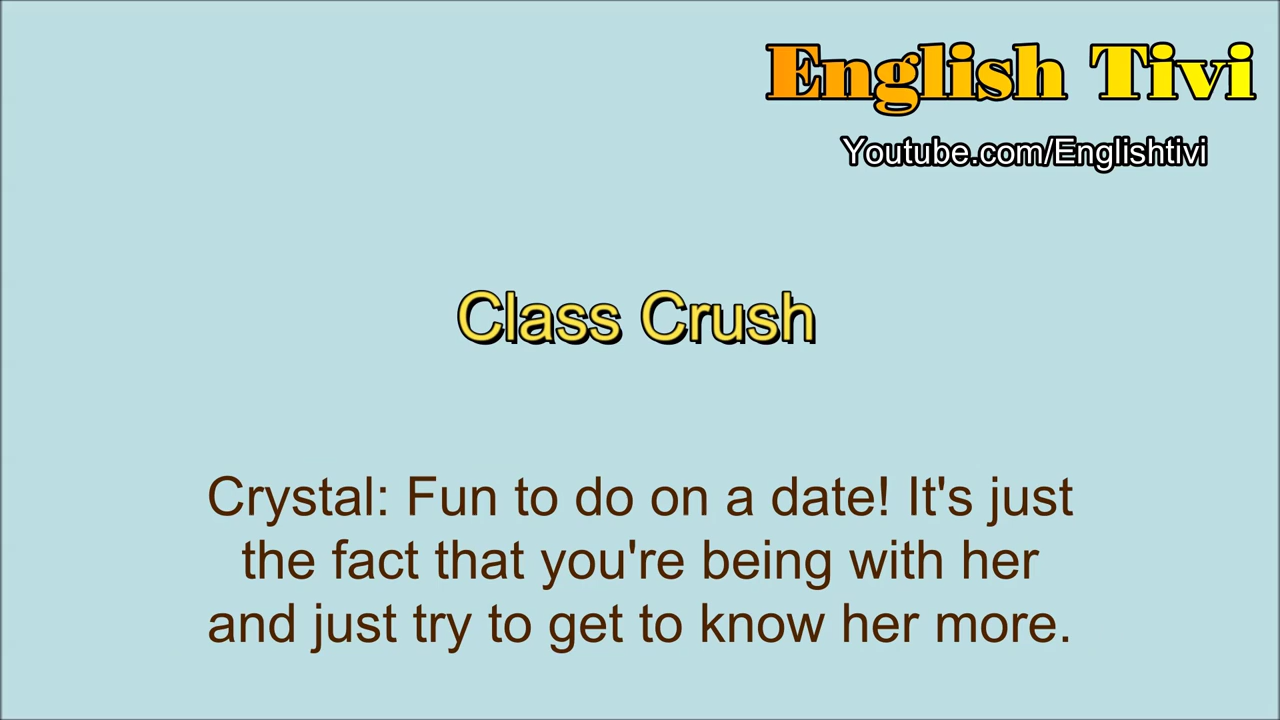 English Tivi
Youtube.com/Englishtivi
Class Crush
Crystal: Fun to do on a date! It's just
the fact that you're being with her
and just try to get to know her more.